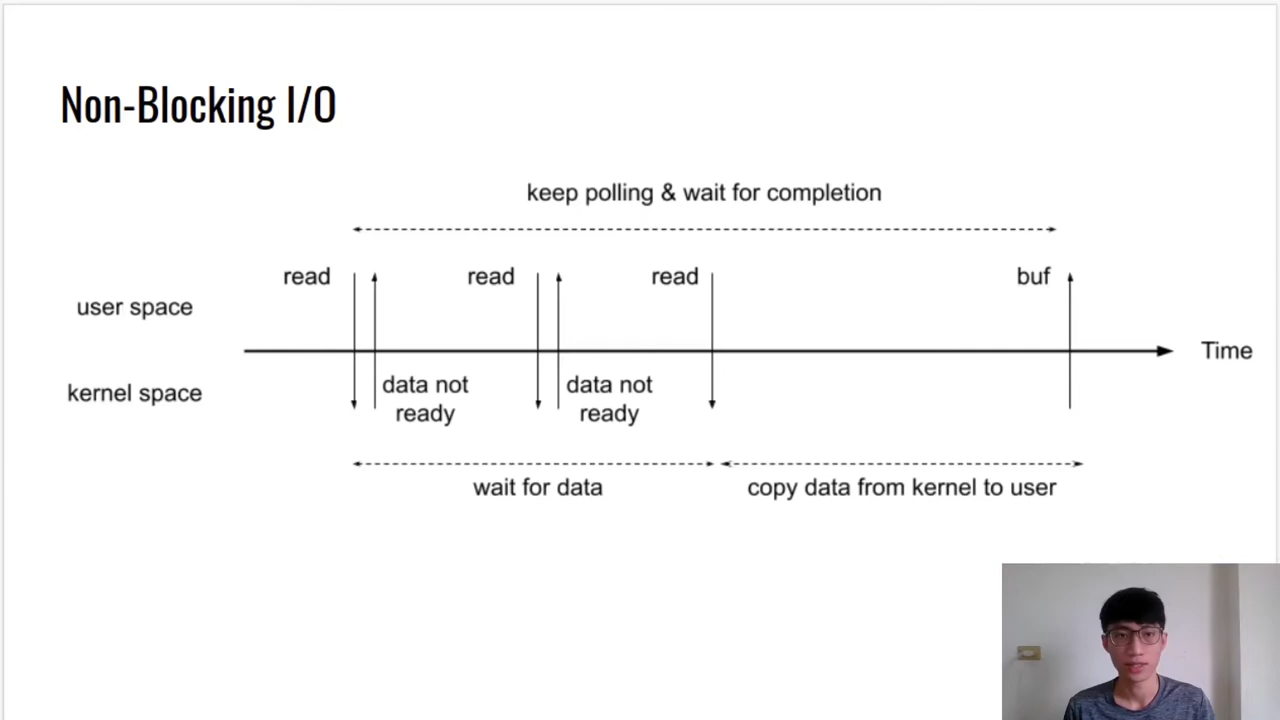 Non-Blocking I/O
keep polling & wait for completion
read
read
read
buf
user space
Time
kernel space
data not
ready
data not
ready
wait for data
copy data from kernel to user